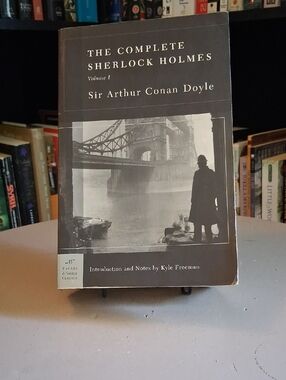 THE COMPLETE
SHERLOCK HOLMES
Volume I
Sir Arthur Conan Doyle
Introduction and Notes by Kyle Freeman